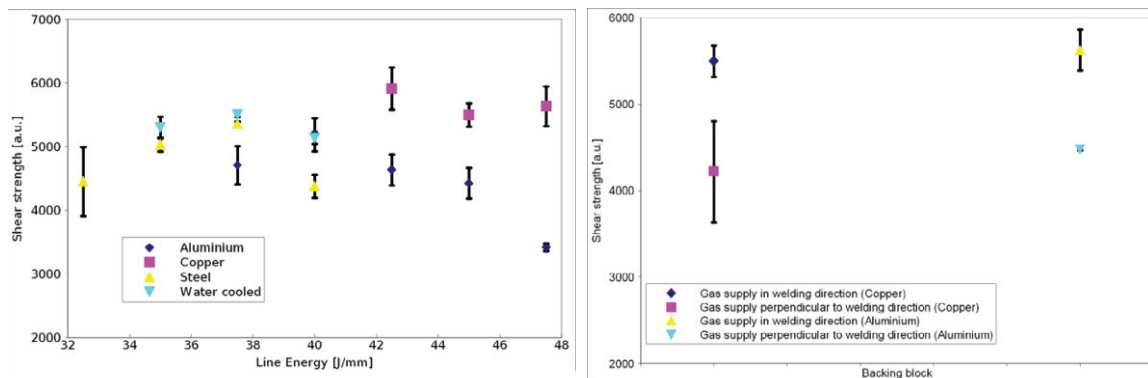 7000
6000
5000
4000
3000
2000
Shear strength [a.u.]
Aluminium
Copper
Steel
Water cooled
32 34 36 38 40 42 44 46 48
Line Energy [J/mm]
6000
5000
4000
3000
2000
Shear strength [a.u.]
Gas supply in welding direction (Copper)
Gas supply perpendicular to welding direction (Copper)
Gas supply in welding direction (Aluminium)
Gas supply perpendicular to welding direction (Aluminium)
Backing block